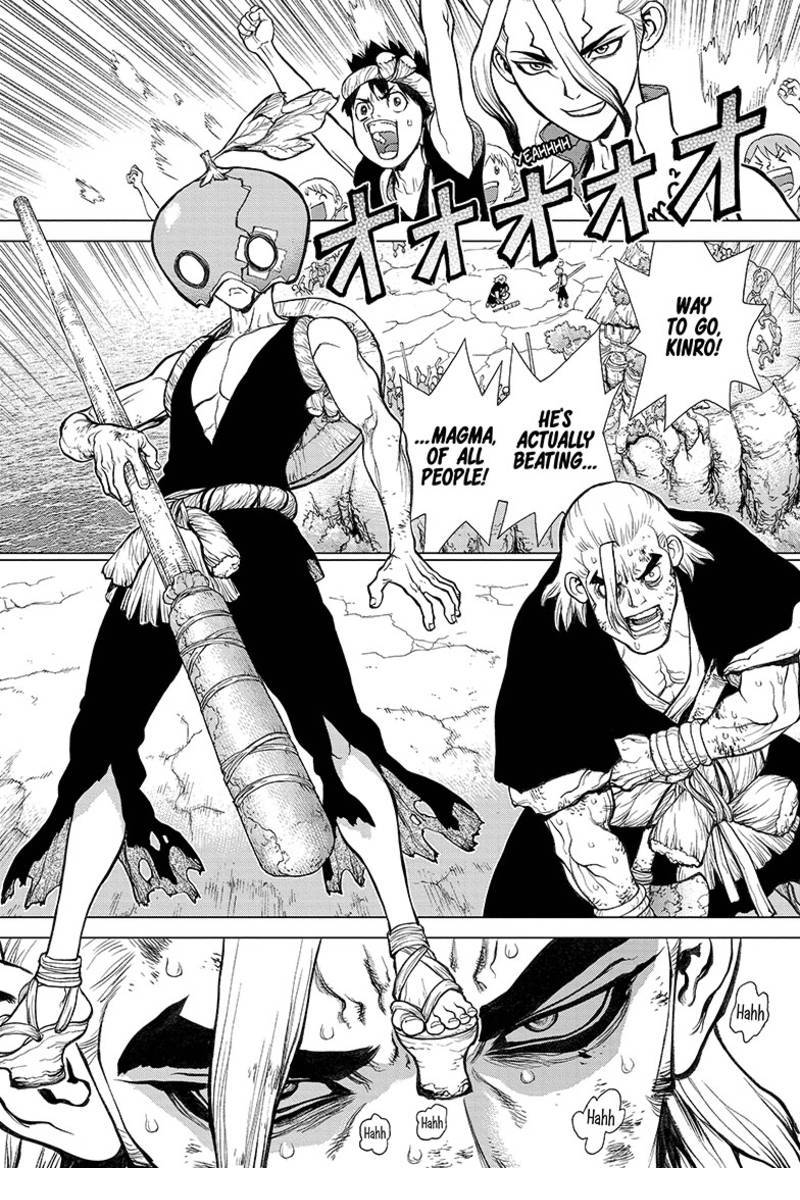 YEAHHHH
オオオオオ
WAY
TO GO,
KINRO!
HE'S
ACTUALLY
BEATING...
...MAGMA,
OF ALL
PEOPLE!
Hahh
Hahh
Hahh
Hahh